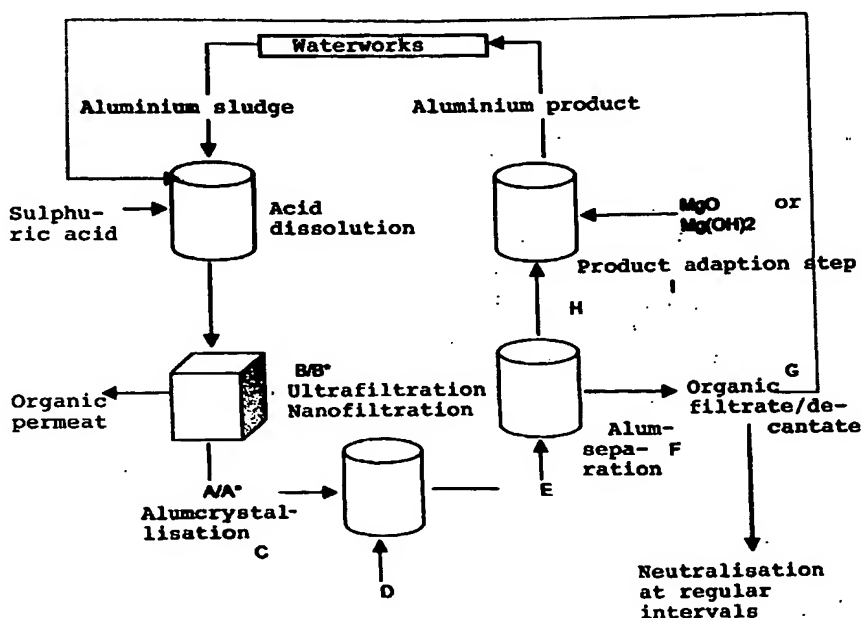 Waterworks
Aluminium sludge
Aluminium product
Sulphu-
ric acid
Acid
dissolution
MgO or
Mg(OH)2
Product adaption step
I
H
B/B*
Ultrafiltration
Nanofiltration
Organic
permeat
G
Organic
filtrate/de-
cantate
Alum-
sepa- F
ration
A/A*
Alumcrystal-
lisation
C
E
D
Neutralisation
at regular
intervals